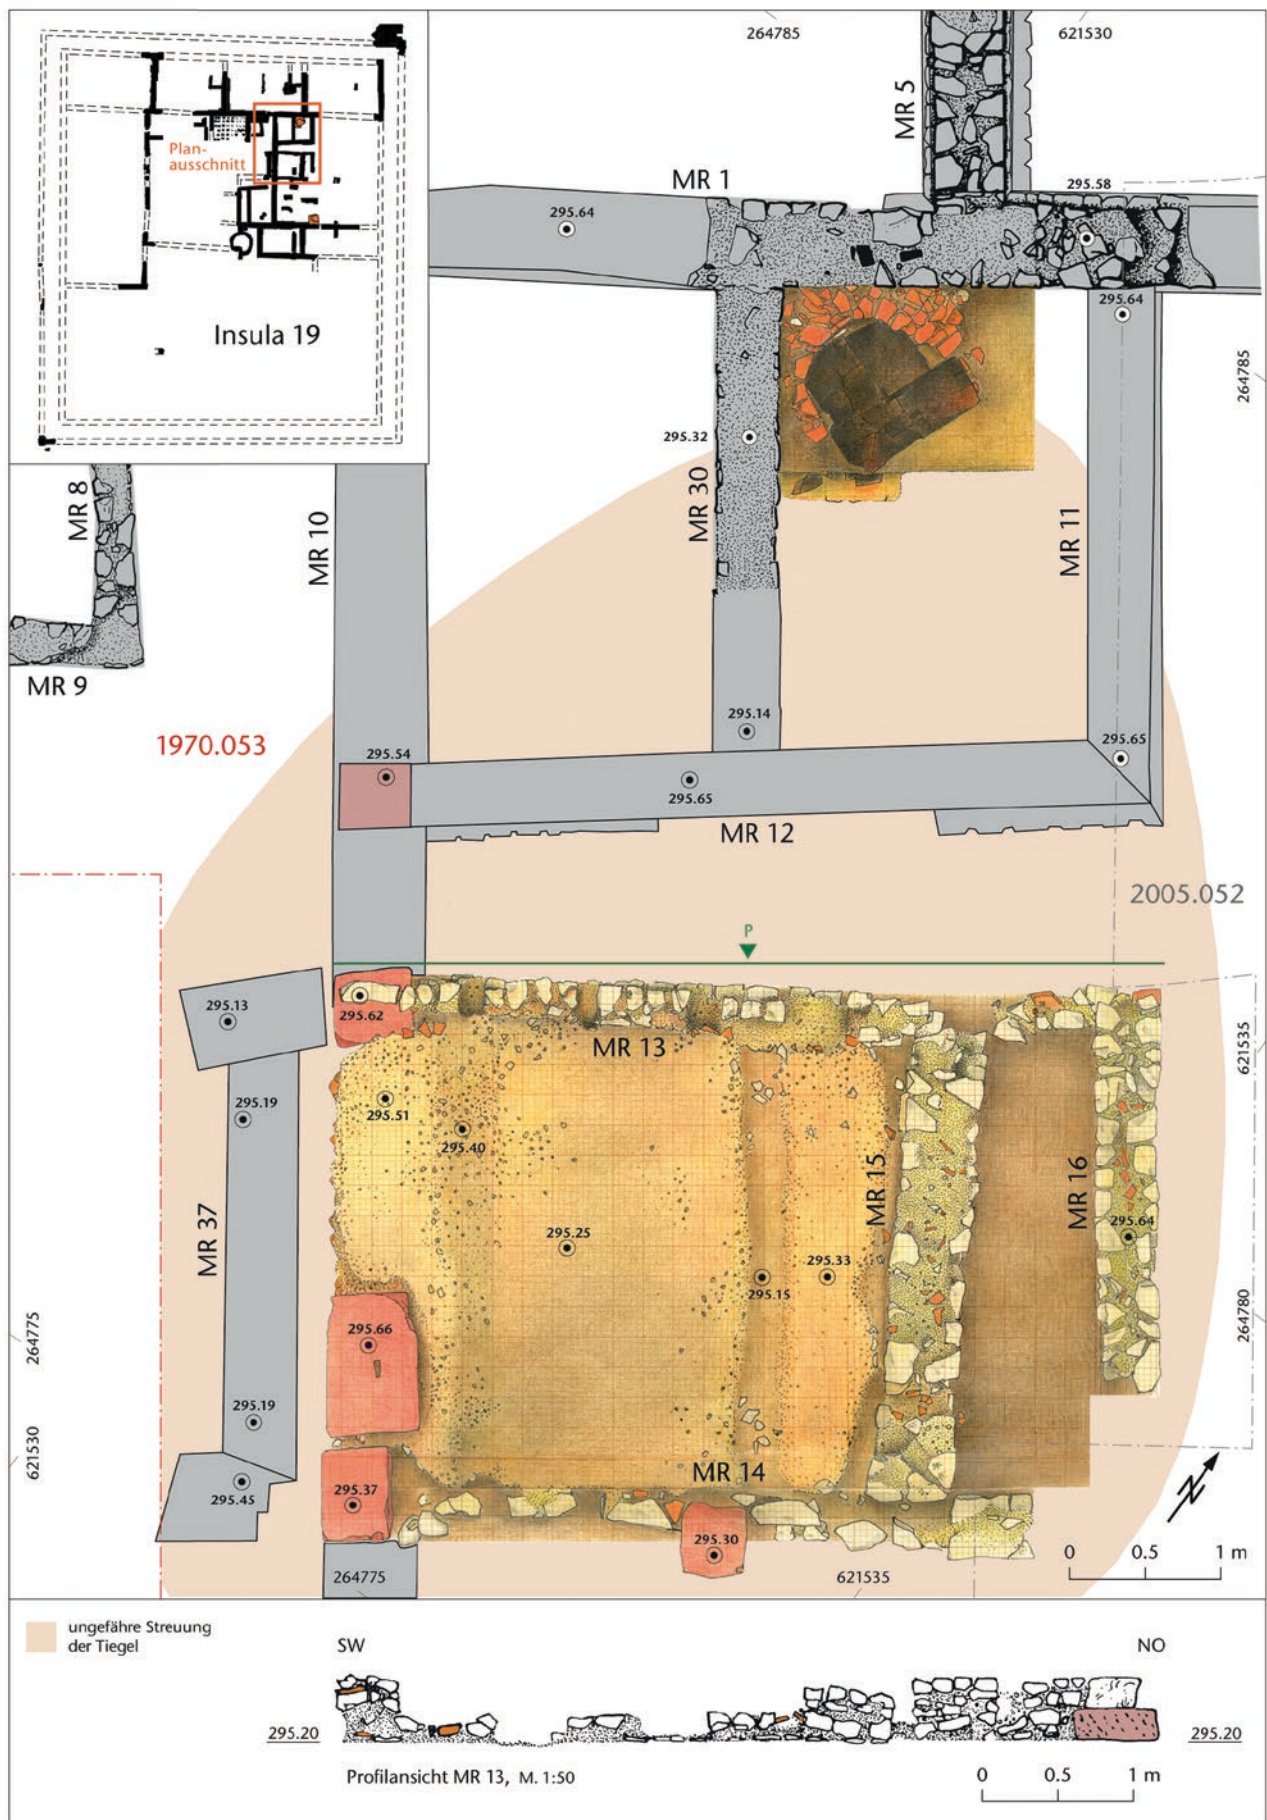 264785
621530
MR 5
Plan-
ausschnitt
Insula 19
MR 1
295.64
295.58
295.64
264785
295.32
MR 30
MR 11
MR 8
MR 10
MR 9
1970.053
295.14
295.54
295.65
295.65
MR 12
2005.052
P
295.13
295.62
MR 13
621535
295.19
295.51
295.40
MR 15
MR 16
MR 37
295.25
295.64
295.15
295.33
264775
295.66
264780
295.19
621530
MR 14
295.45
295.37
295.30
N
0 0.5 1 m
264775
621535
ungefähre Streuung
der Tiegel
SW
NO
295.20
295.20
Profilansicht MR 13, M. 1:50
0 0.5 1 m